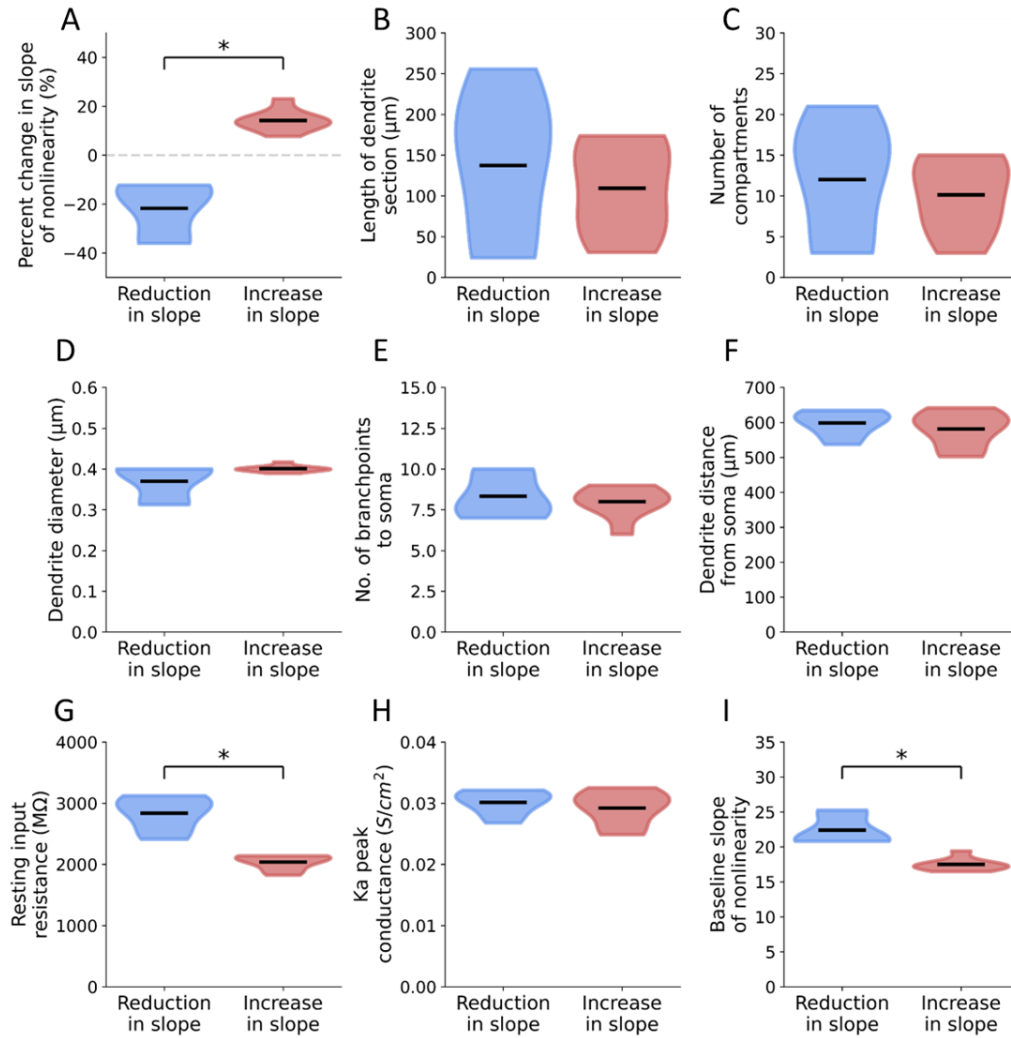 A
Percent change in slope
of nonlinearity (%)
40
20
0
−20
−40
*
Reduction
in slope
Increase
in slope
B
Length of dendrite
section (μm)
300
250
200
150
100
50
0
Reduction
in slope
Increase
in slope
C
Number of
compartments
30
25
20
15
10
5
0
Reduction
in slope
Increase
in slope
D
Dendrite diameter (μm)
0.6
0.5
0.4
0.3
0.2
0.1
0.0
Reduction
in slope
Increase
in slope
E
No. of branchpoints
to soma
15.0
12.5
10.0
7.5
5.0
2.5
0.0
Reduction
in slope
Increase
in slope
F
Dendrite distance
from soma (μm)
700
600
500
400
300
200
100
0
Reduction
in slope
Increase
in slope
G
Resting input
resistance (MΩ)
4000
3000
2000
1000
0
*
Reduction
in slope
Increase
in slope
H
Ka peak
conductance (S/cm²)
0.04
0.03
0.02
0.01
0.00
Reduction
in slope
Increase
in slope
I
Baseline slope
of nonlinearity
35
30
25
20
15
10
5
0
*
Reduction
in slope
Increase
in slope